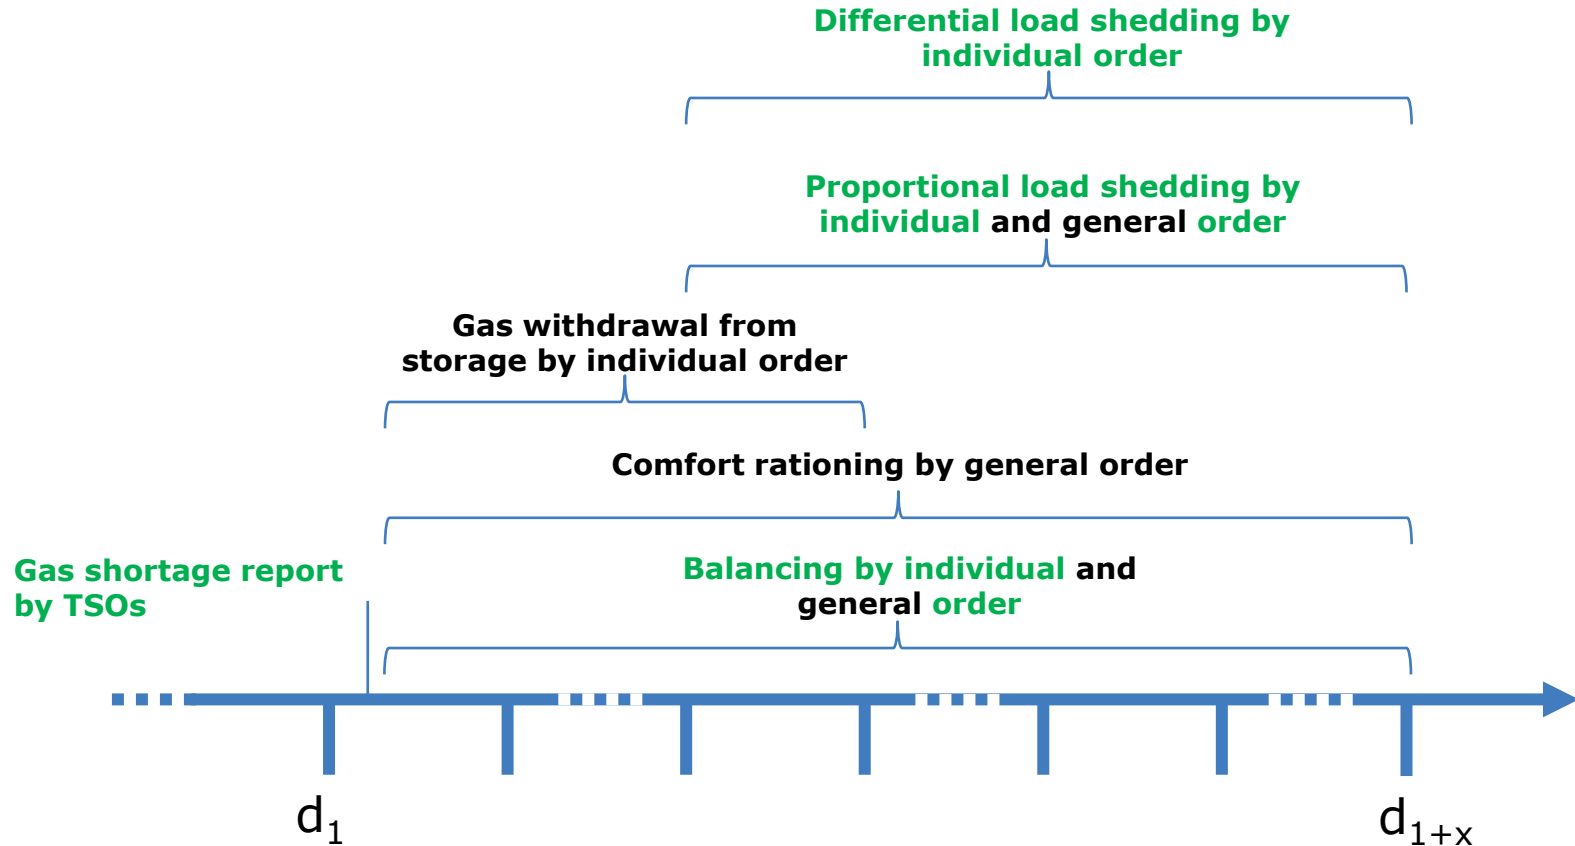 Differential load shedding by
individual order
Proportional load shedding by
individual and general order
Gas withdrawal from
storage by individual order
Comfort rationing by general order
Gas shortage report
by TSOs
Balancing by individual and
general order
d1
d1+x